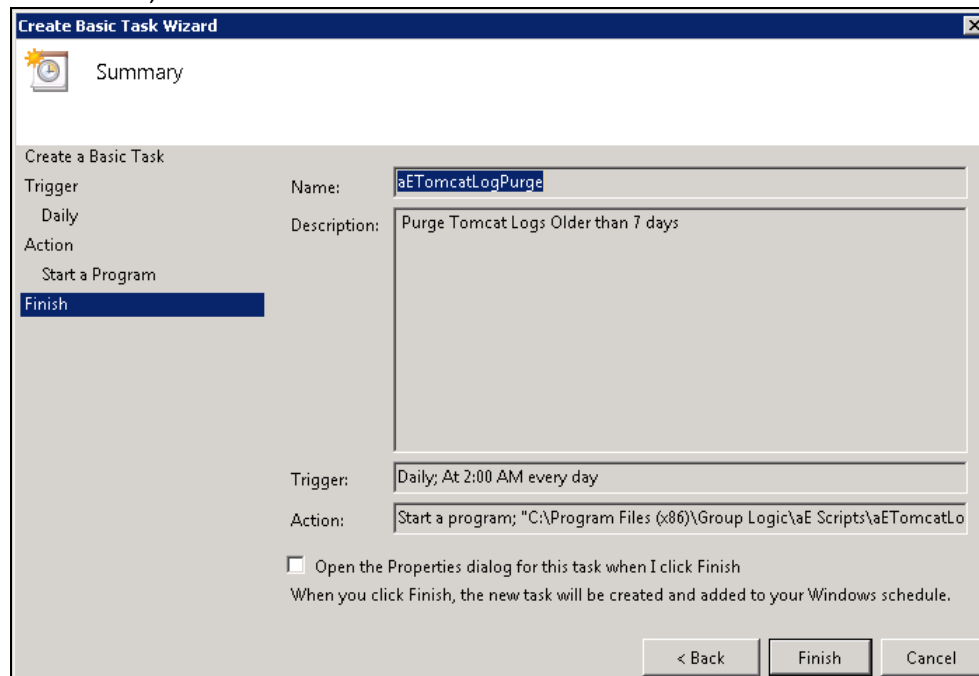 Create Basic Task Wizard
Summary
Create a Basic Task
Trigger
Daily
Action
Start a Program
Finish
Name: aETomcatLogPurge
Description: Purge Tomcat Logs Older than 7 days
Trigger: Daily; At 2:00 AM every day
Action: Start a program; "C:\Program Files (x86)\Group Logic\aE Scripts\aETomcatLo
Open the Properties dialog for this task when I click Finish
When you click Finish, the new task will be created and added to your Windows schedule.
< Back Finish Cancel